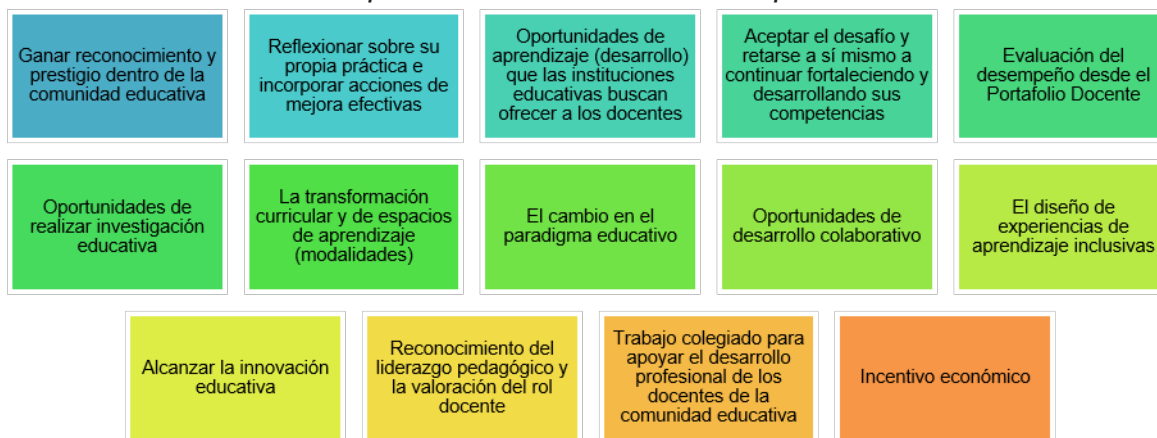 Ganar reconocimiento y
prestigio dentro de la
comunidad educativa
Reflexionar sobre su
propia práctica e
incorporar acciones de
mejora efectivas
Oportunidades de
aprendizaje (desarrollo)
que las instituciones
educativas buscan
ofrecer a los docentes
Aceptar el desafío y
retarse a sí mismo a
continuar fortaleciendo y
desarrollando sus
competencias
Evaluación del
desempeño desde el
Portafolio Docente
Oportunidades de
realizar investigación
educativa
La transformación
curricular y de espacios
de aprendizaje
(modalidades)
El cambio en el
paradigma educativo
Oportunidades de
desarrollo colaborativo
El diseño de
experiencias de
aprendizaje inclusivas
Alcanzar la innovación
educativa
Reconocimiento del
liderazgo pedagógico y
la valoración del rol
docente
Trabajo colegiado para
apoyar el desarrollo
profesional de los
docentes de la
comunidad educativa
Incentivo económico